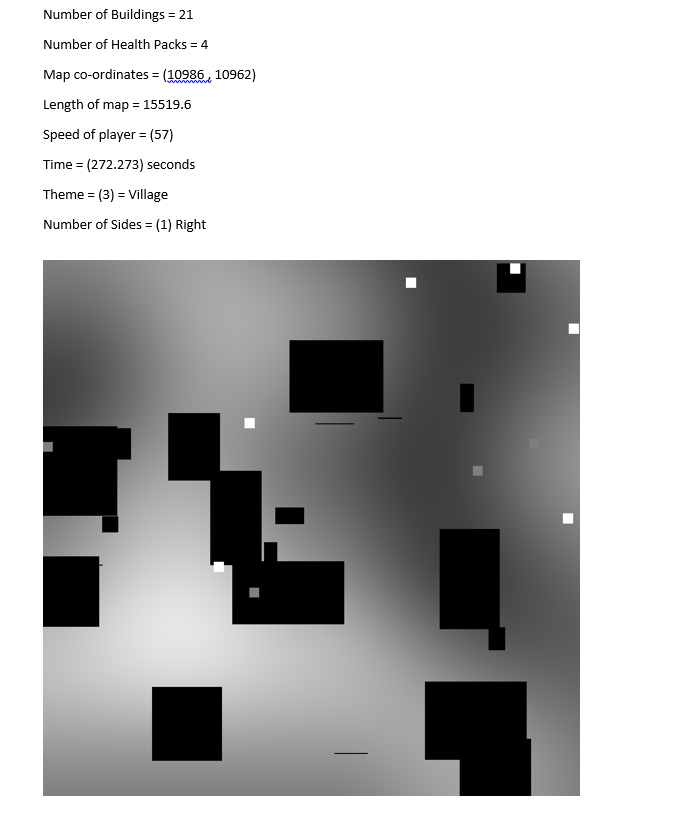 Number of Buildings = 21
Number of Health Packs = 4
Map co-ordinates = (10986 , 10962)
Length of map = 15519.6
Speed of player = (57)
Time = (272.273) seconds
Theme = (3) = Village
Number of Sides = (1) Right